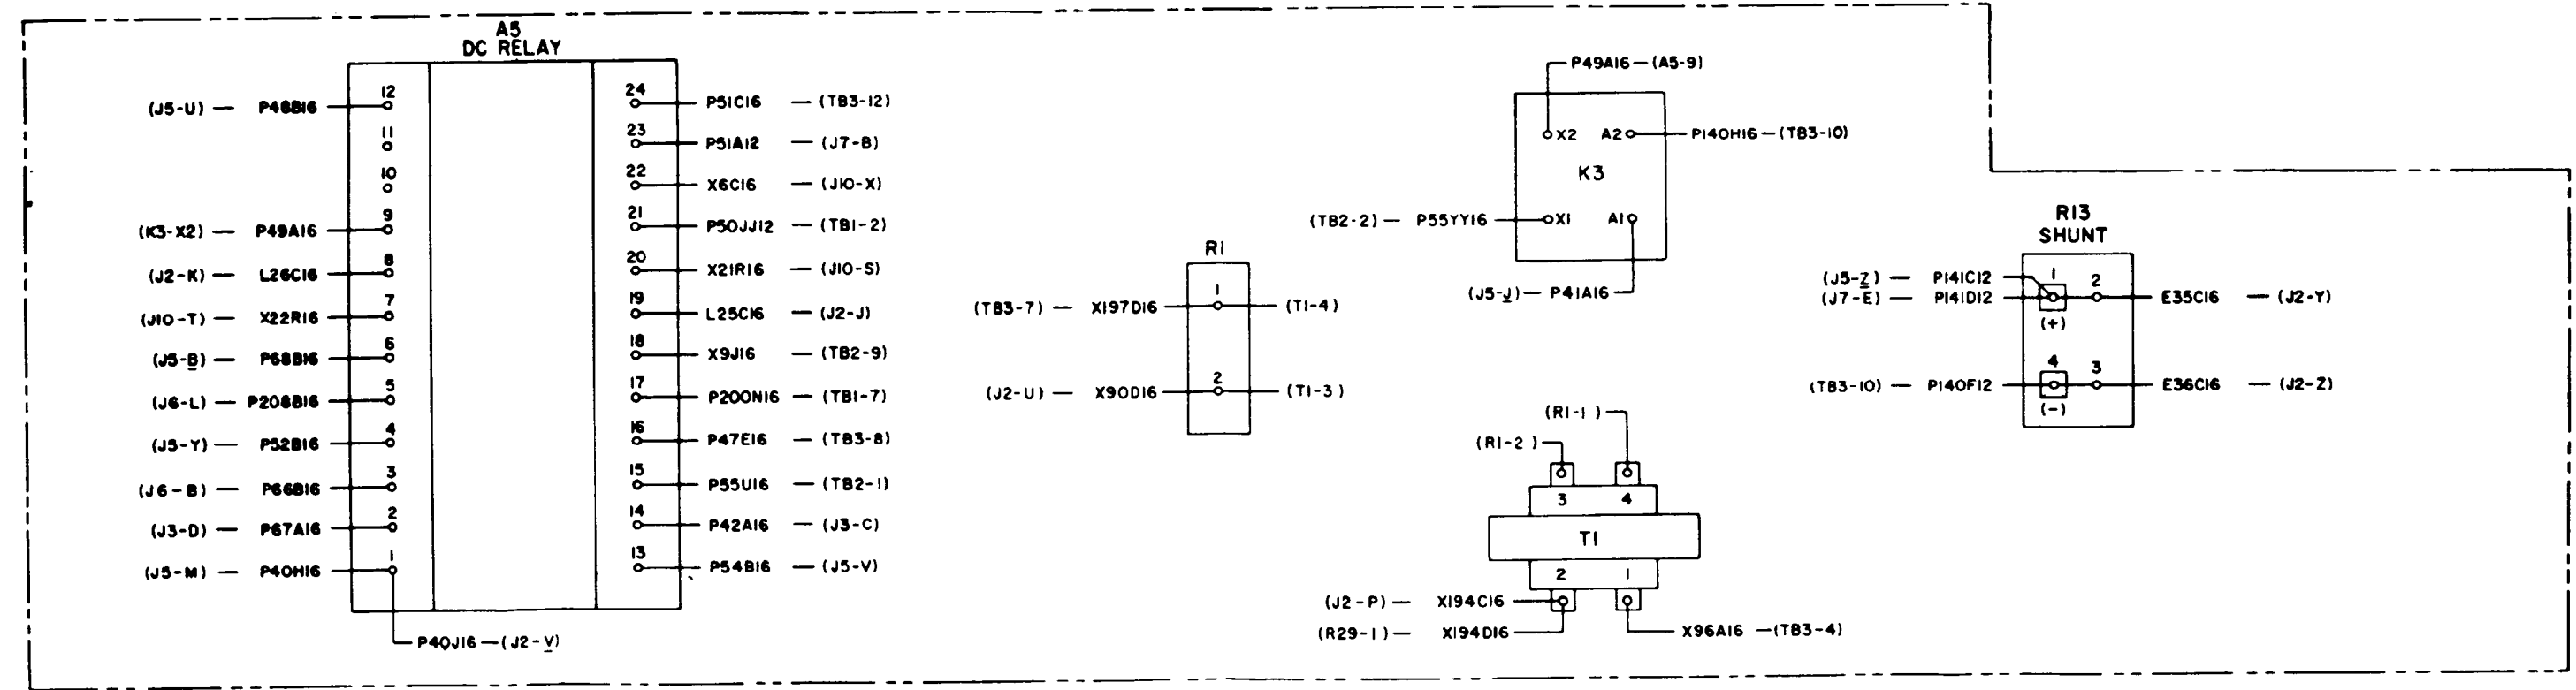 A5
DC RELAY
(J5-U) — P48B16 12
11
10
(K3-X2) — P49A16 9
(J2-K) — L26C16 8
(J10-T) — X22R16 7
(J5-B) — P68B16 6
(J6-L) — P208B16 5
(J5-Y) — P52B16 4
(J6-B) — P66B16 3
(J3-D) — P67A16 2
(J5-M) — P40H16 1
P40J16 — (J2-V)
24 P51C16 — (TB3-12)
23 P51A12 — (J7-B)
22 X6C16 — (J10-X)
21 P50JJ12 — (TB1-2)
20 X21R16 — (J10-S)
19 L25C16 — (J2-J)
18 X9J16 — (TB2-9)
17 P200N16 — (TB1-7)
16 P47E16 — (TB3-8)
15 P55U16 — (TB2-1)
14 P42A16 — (J3-C)
13 P54B16 — (J5-V)
R1
(TB3-7) — X197D16 1 (T1-4)
(J2-U) — X90D16 2 (T1-3)
P49A16 — (A5-9)
X2 A2 P140H16 — (TB3-10)
K3
(TB2-2) — P55YY16 X1 A1
(J5-J) — P41A16
(R1-1)
(R1-2)
3 4
T1
2 1
(J2-P) — X194C16
(R29-1) — X194D16
X96A16 — (TB3-4)
R13
SHUNT
(J5-Z) — P141C12 1 2
(J7-E) — P141D12 E35C16 — (J2-Y)
(+)
4 3
(TB3-10) — P140F12 E36C16 — (J2-Z)
(-)